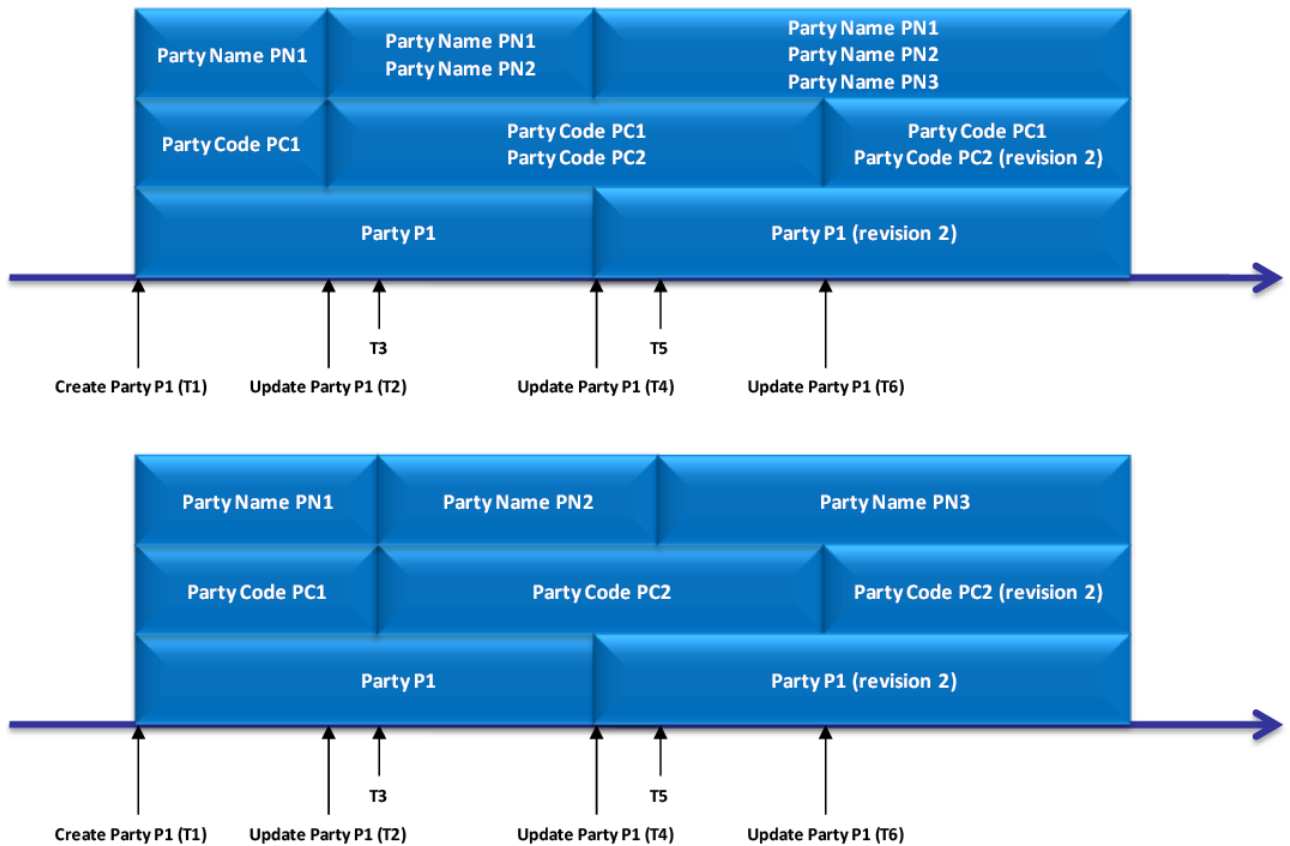 Party Name PN1
Party Name PN1
Party Name PN2
Party Name PN1
Party Name PN2
Party Name PN3
Party Code PC1
Party Code PC1
Party Code PC2
Party Code PC1
Party Code PC2 (revision 2)
Party P1
Party P1 (revision 2)
T3
T5
Create Party P1 (T1)
Update Party P1 (T2)
Update Party P1 (T4)
Update Party P1 (T6)
Party Name PN1
Party Name PN2
Party Name PN3
Party Code PC1
Party Code PC2
Party Code PC2 (revision 2)
Party P1
Party P1 (revision 2)
T3
T5
Create Party P1 (T1)
Update Party P1 (T2)
Update Party P1 (T4)
Update Party P1 (T6)